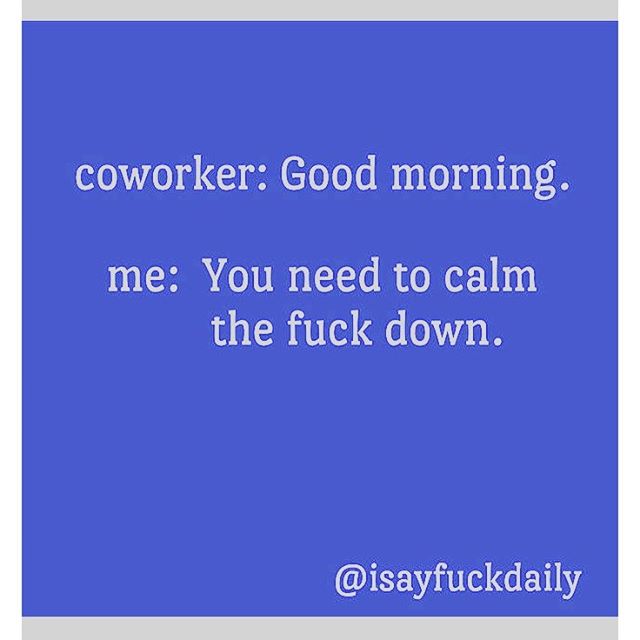 coworker: Good morning.
me: You need to calm
the fuck down.
@isayfuckdaily